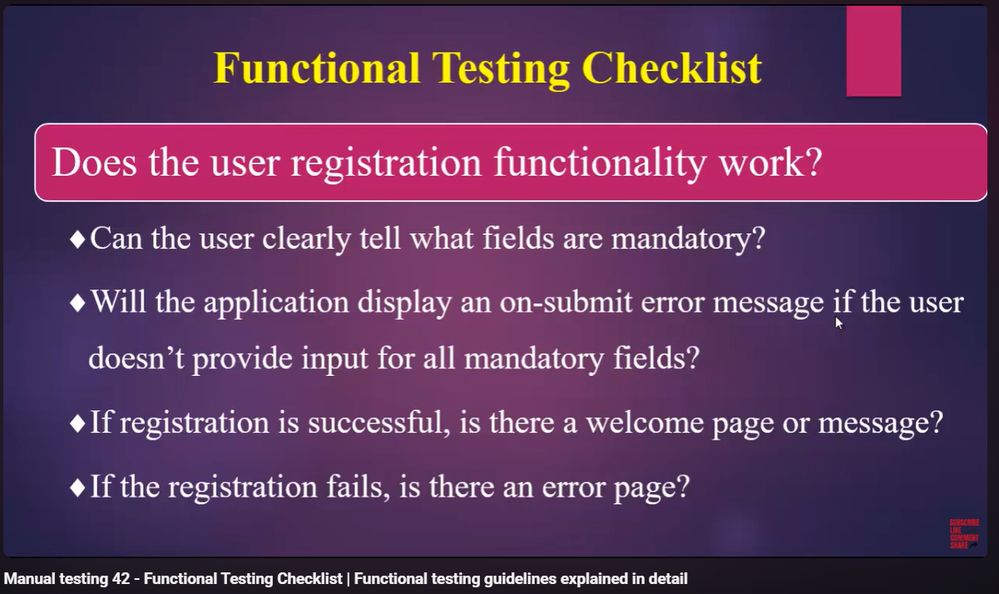 Functional Testing Checklist
Does the user registration functionality work?
♦Can the user clearly tell what fields are mandatory?
♦Will the application display an on-submit error message if the user
doesn’t provide input for all mandatory fields?
♦If registration is successful, is there a welcome page or message?
♦If the registration fails, is there an error page?
SUBSCRIBE
LIKE
COMMENT
SHARE
Manual testing 42 - Functional Testing Checklist | Functional testing guidelines explained in detail